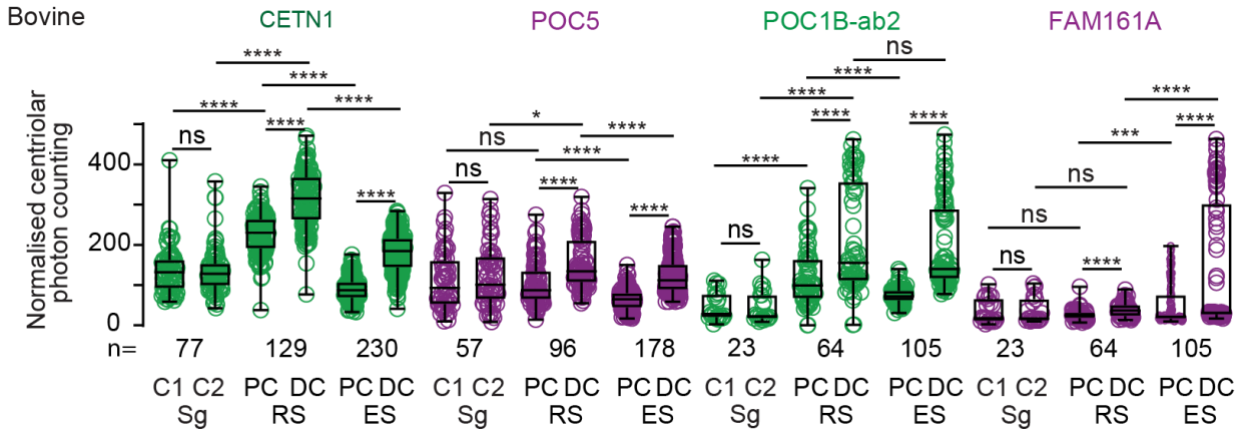 Bovine
CETN1 POC5 POC1B-ab2 FAM161A
Normalised centriolar
photon counting
400
200
0
**** **** **** **** **** ns ****
* ns **** **** **** ns ****
ns **** **** **** **** **** ns ****
**** ns ns *** **** ns ns ****
n= 77 129 230 57 96 178 23 64 105 23 64 105
C1 C2 PC DC PC DC C1 C2 PC DC PC DC C1 C2 PC DC PC DC C1 C2 PC DC PC DC
Sg RS ES Sg RS ES Sg RS ES Sg RS ES